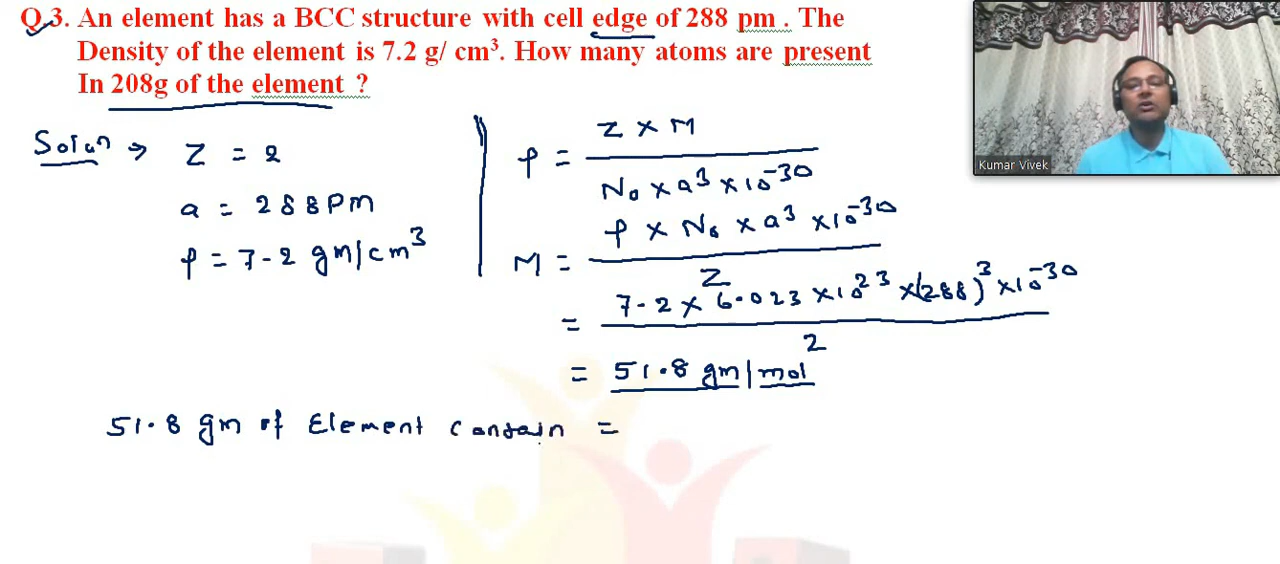 Q.3. An element has a BCC structure with cell edge of 288 pm . The
Density of the element is 7.2 g/ cm³. How many atoms are present
In 208g of the element ?
Kumar Vivek
Solun → Z = 2
a = 288 Pm
ρ = 7.2 gm/cm³
ρ = Z × M / N₀ × a³ × 10⁻³⁰
M = ρ × N₀ × a³ × 10⁻³⁰ / Z
= 7.2 × 6.023 × 10²³ × (288)³ × 10⁻³⁰ / 2
= 51.8 gm/mol
51.8 gm of Element contain =